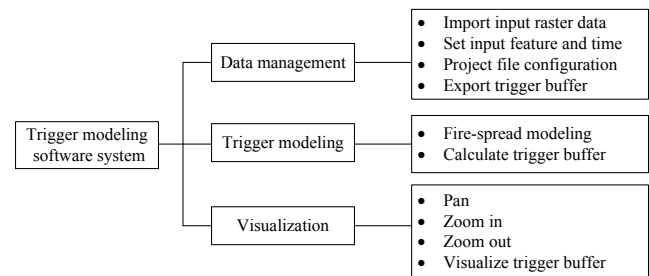 Trigger modeling
software system
Data management
• Import input raster data
• Set input feature and time
• Project file configuration
• Export trigger buffer
Trigger modeling
• Fire-spread modeling
• Calculate trigger buffer
Visualization
• Pan
• Zoom in
• Zoom out
• Visualize trigger buffer